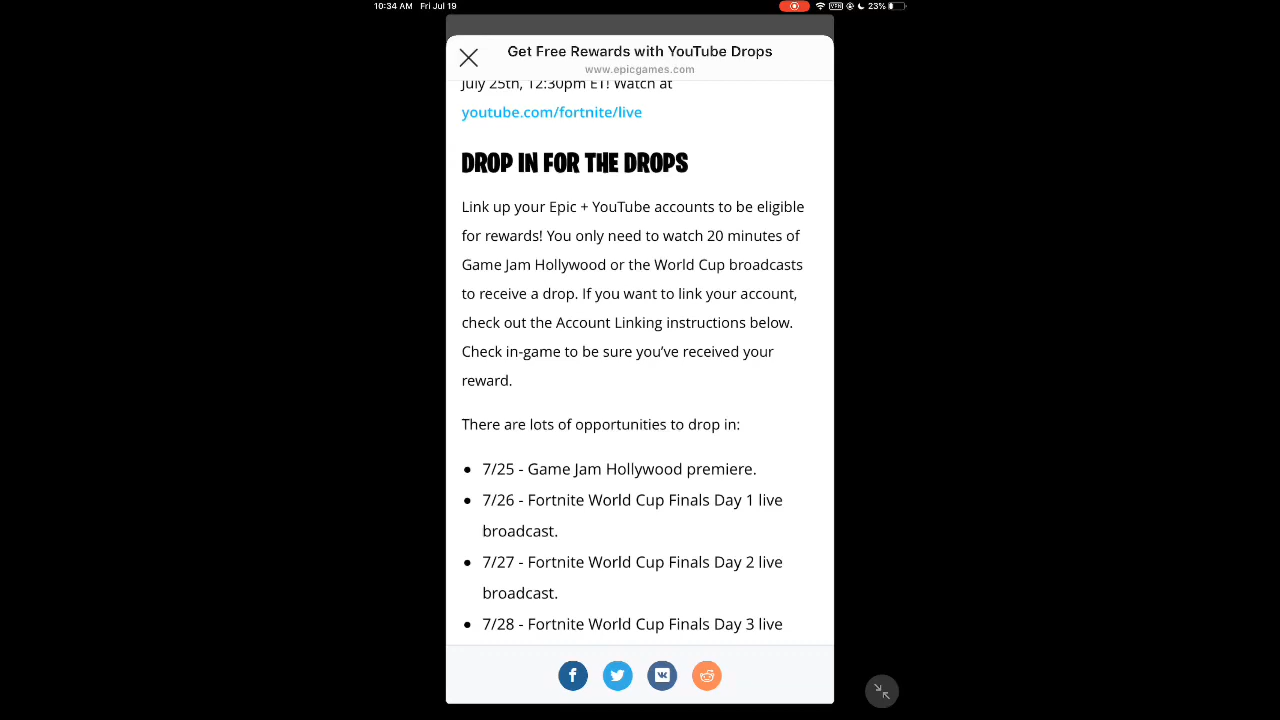 10:34 AM Fri Jul 19
VPN 23%
Get Free Rewards with YouTube Drops
www.epicgames.com
July 25th, 12:30pm ET! Watch at
youtube.com/fortnite/live
DROP IN FOR THE DROPS
Link up your Epic + YouTube accounts to be eligible
for rewards! You only need to watch 20 minutes of
Game Jam Hollywood or the World Cup broadcasts
to receive a drop. If you want to link your account,
check out the Account Linking instructions below.
Check in-game to be sure you’ve received your
reward.
There are lots of opportunities to drop in:
• 7/25 - Game Jam Hollywood premiere.
• 7/26 - Fortnite World Cup Finals Day 1 live
broadcast.
• 7/27 - Fortnite World Cup Finals Day 2 live
broadcast.
• 7/28 - Fortnite World Cup Finals Day 3 live